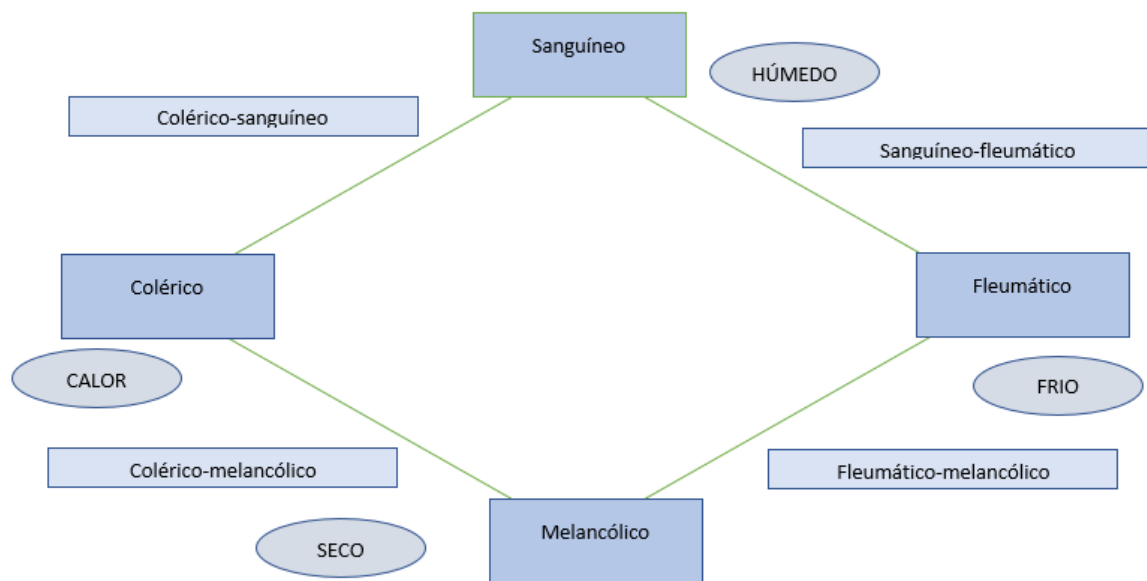 Sanguíneo
HÚMEDO
Colérico-sanguíneo
Sanguíneo-fleumático
Colérico
Fleumático
CALOR
FRIO
Colérico-melancólico
Fleumático-melancólico
Melancólico
SECO